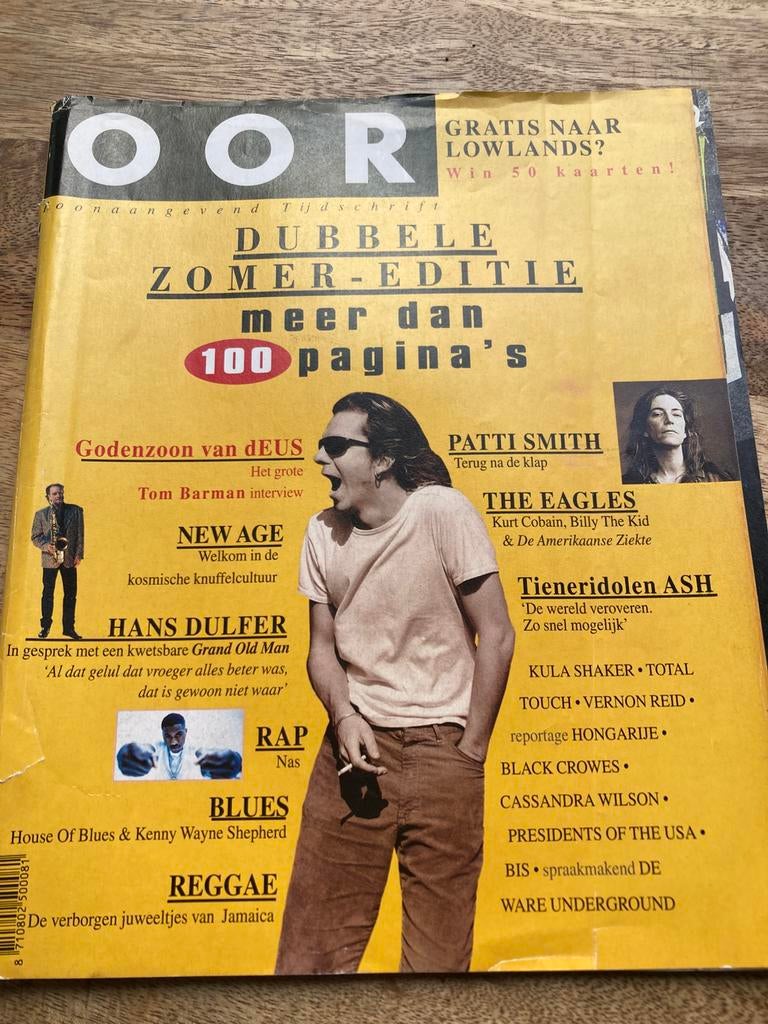 OOR
GRATIS NAAR
LOWLANDS?
Win 50 kaarten!
oonaangevend Tijdschrift
DUBBELE
ZOMER-EDITIE
meer dan
100 pagina's
Godenzoon van dEUS
Het grote
Tom Barman interview
NEW AGE
Welkom in de
kosmische knuffelcultuur
HANS DULFER
In gesprek met een kwetsbare Grand Old Man
'Al dat gelul dat vroeger alles beter was,
dat is gewoon niet waar'
RAP
Nas
BLUES
House Of Blues & Kenny Wayne Shepherd
REGGAE
De verborgen juweeltjes van Jamaica
8 710802 500081
PATTI SMITH
Terug na de klap
THE EAGLES
Kurt Cobain, Billy The Kid
& De Amerikaanse Ziekte
Tieneridolen ASH
'De wereld veroveren.
Zo snel mogelijk'
KULA SHAKER • TOTAL
TOUCH • VERNON REID •
reportage HONGARIJE •
BLACK CROWES •
CASSANDRA WILSON •
PRESIDENTS OF THE USA •
BIS • spraakmakend DE
WARE UNDERGROUND